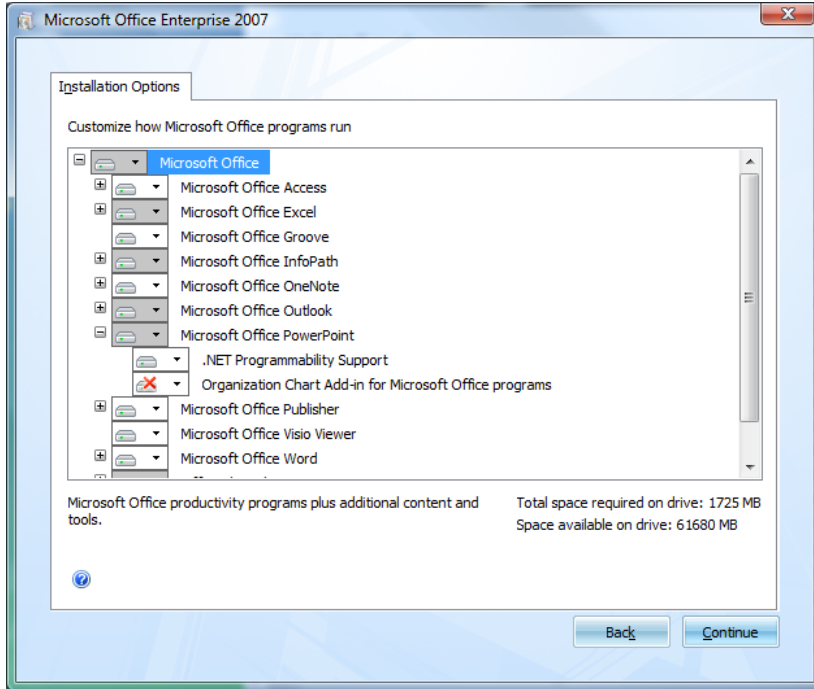 Microsoft Office Enterprise 2007
Installation Options
Customize how Microsoft Office programs run
Microsoft Office
Microsoft Office Access
Microsoft Office Excel
Microsoft Office Groove
Microsoft Office InfoPath
Microsoft Office OneNote
Microsoft Office Outlook
Microsoft Office PowerPoint
.NET Programmability Support
Organization Chart Add-in for Microsoft Office programs
Microsoft Office Publisher
Microsoft Office Visio Viewer
Microsoft Office Word
Microsoft Office productivity programs plus additional content and
tools.
Total space required on drive: 1725 MB
Space available on drive: 61680 MB
Back
Continue